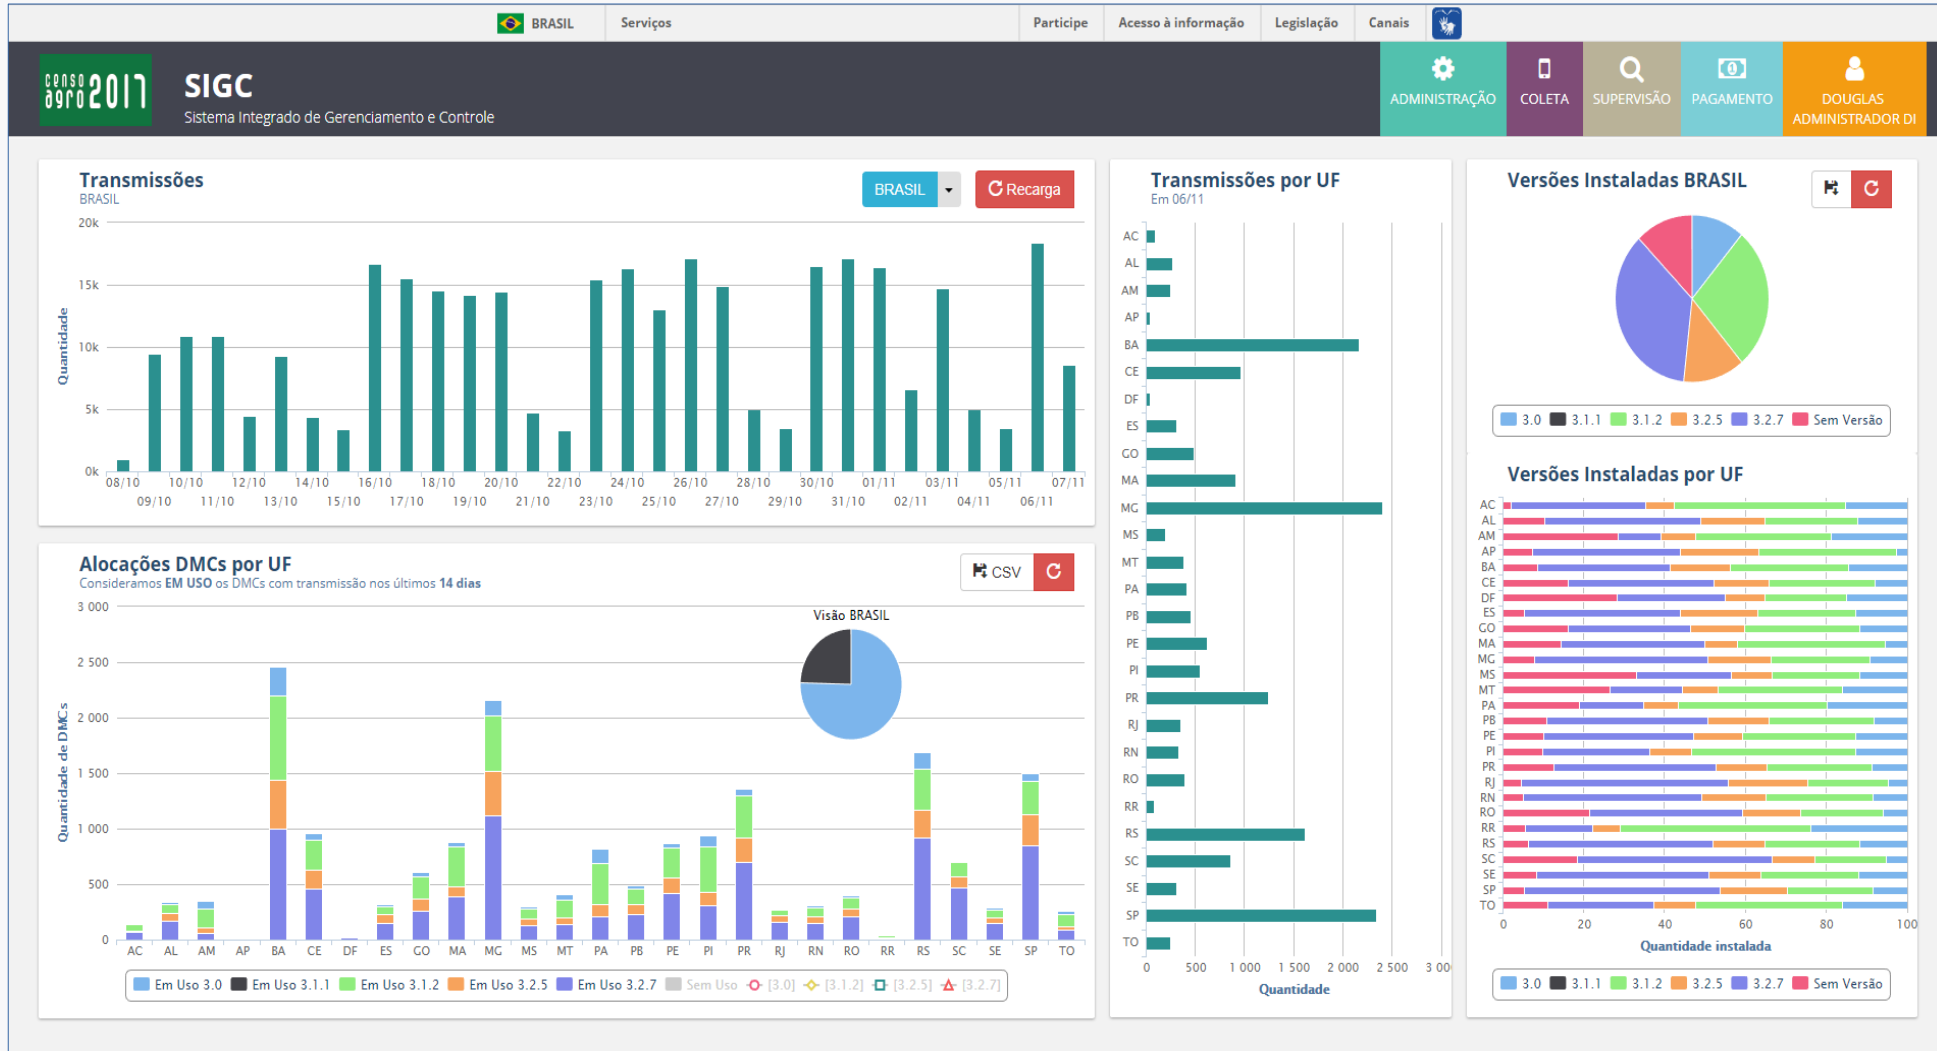 BRASIL
Serviços
Participe
Acesso à informação
Legislação
Canais
censo
agro 2017
SIGC
Sistema Integrado de Gerenciamento e Controle
ADMINISTRAÇÃO
COLETA
SUPERVISÃO
PAGAMENTO
DOUGLAS
ADMINISTRADOR DI
Transmissões
BRASIL
BRASIL
Recarga
Quantidade
20k
15k
10k
5k
0k
08/10
09/10
10/10
11/10
12/10
13/10
14/10
15/10
16/10
17/10
18/10
19/10
20/10
21/10
22/10
23/10
24/10
25/10
26/10
27/10
28/10
29/10
30/10
31/10
01/11
02/11
03/11
04/11
05/11
06/11
07/11
Alocações DMCs por UF
Consideramos EM USO os DMCs com transmissão nos últimos 14 dias
CSV
Visão BRASIL
Quantidade de DMCs
3 000
2 500
2 000
1 500
1 000
500
0
AC AL AM AP BA CE DF ES GO MA MG MS MT PA PB PE PI PR RJ RN RO RR RS SC SE SP TO
Em Uso 3.0 Em Uso 3.1.1 Em Uso 3.1.2 Em Uso 3.2.5 Em Uso 3.2.7 Sem Uso [3.0] [3.1.2] [3.2.5] [3.2.7]
Transmissões por UF
Em 06/11
AC
AL
AM
AP
BA
CE
DF
ES
GO
MA
MG
MS
MT
PA
PB
PE
PI
PR
RJ
RN
RO
RR
RS
SC
SE
SP
TO
0 500 1 000 1 500 2 000 2 500 3 00
Quantidade
Versões Instaladas BRASIL
3.0 3.1.1 3.1.2 3.2.5 3.2.7 Sem Versão
Versões Instaladas por UF
AC
AL
AM
AP
BA
CE
DF
ES
GO
MA
MG
MS
MT
PA
PB
PE
PI
PR
RJ
RN
RO
RR
RS
SC
SE
SP
TO
0 20 40 60 80 100
Quantidade instalada
3.0 3.1.1 3.1.2 3.2.5 3.2.7 Sem Versão